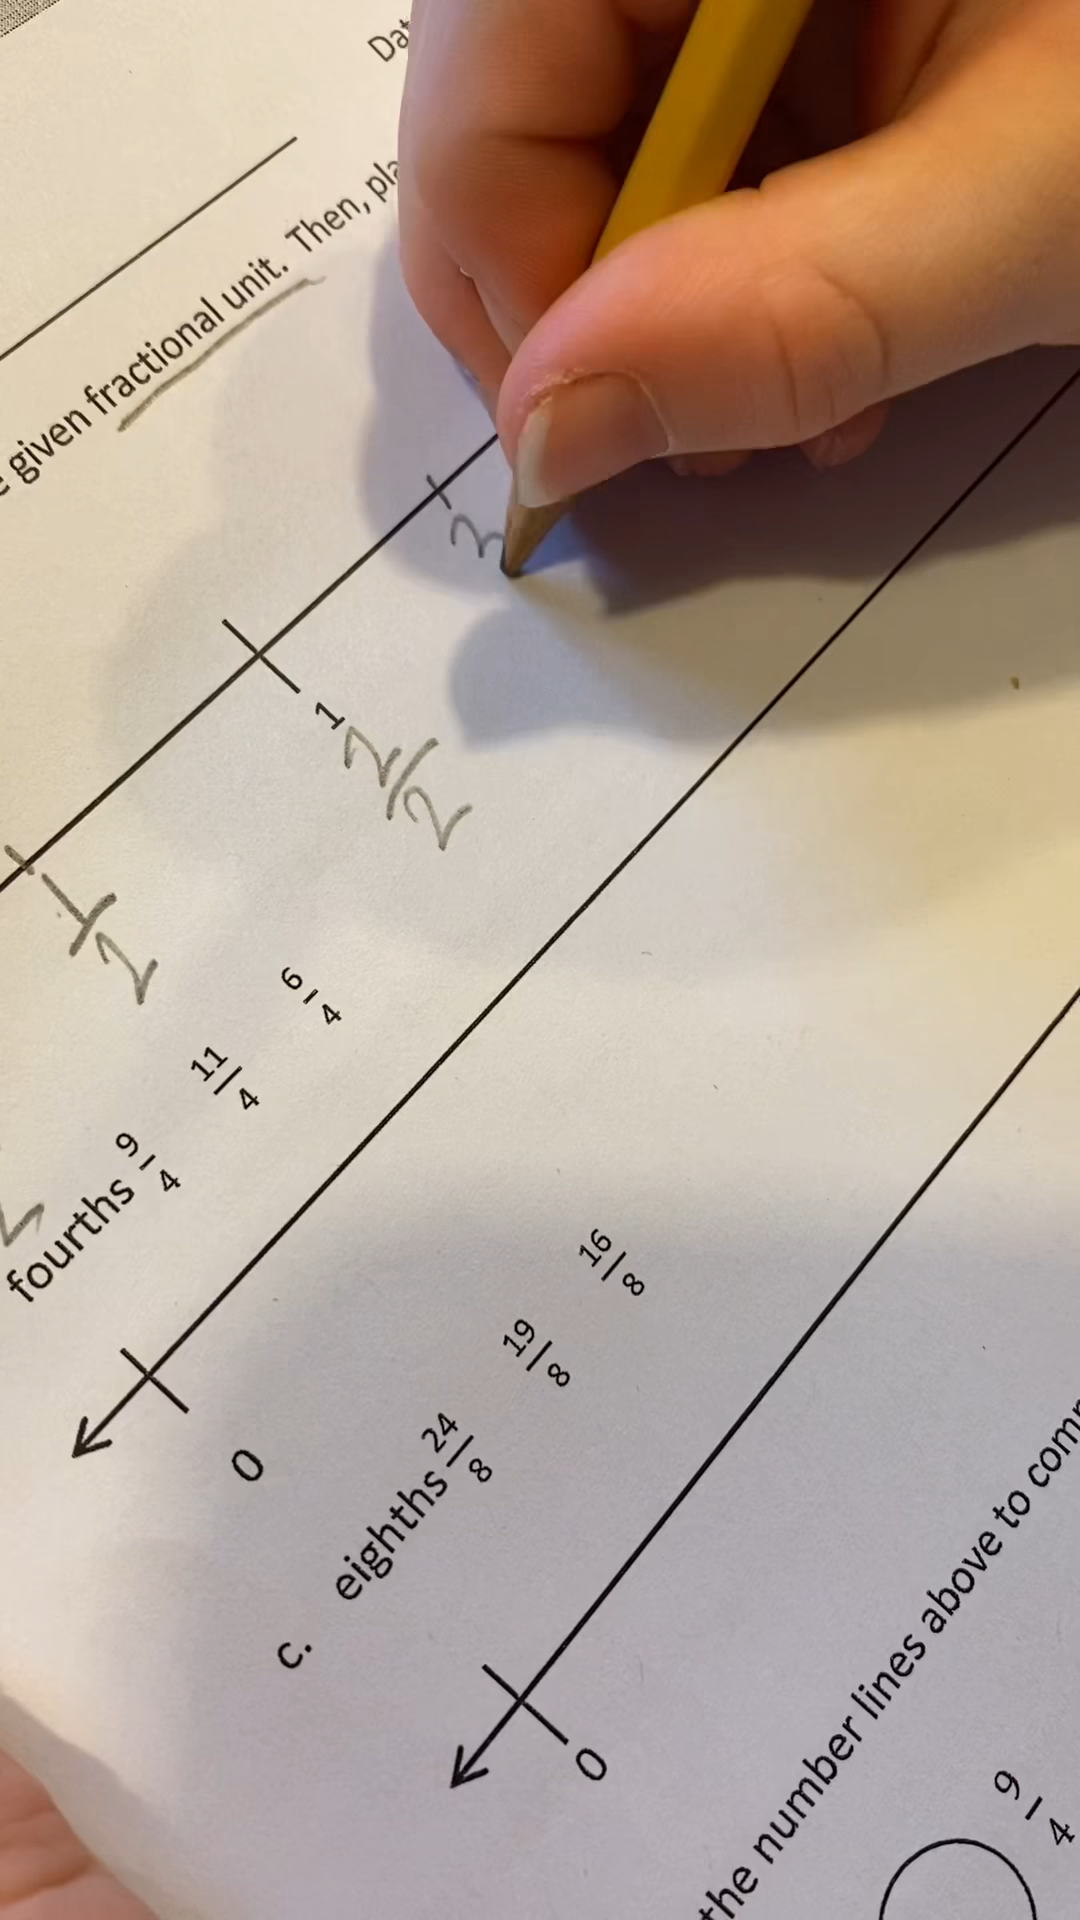 Dat
given fractional unit. Then, pla
1
1/2 2/2 3
fourths 9/4 11/4 6/4
0
c. eighths 24/8 19/8 16/8
0
the number lines above to com
9/4